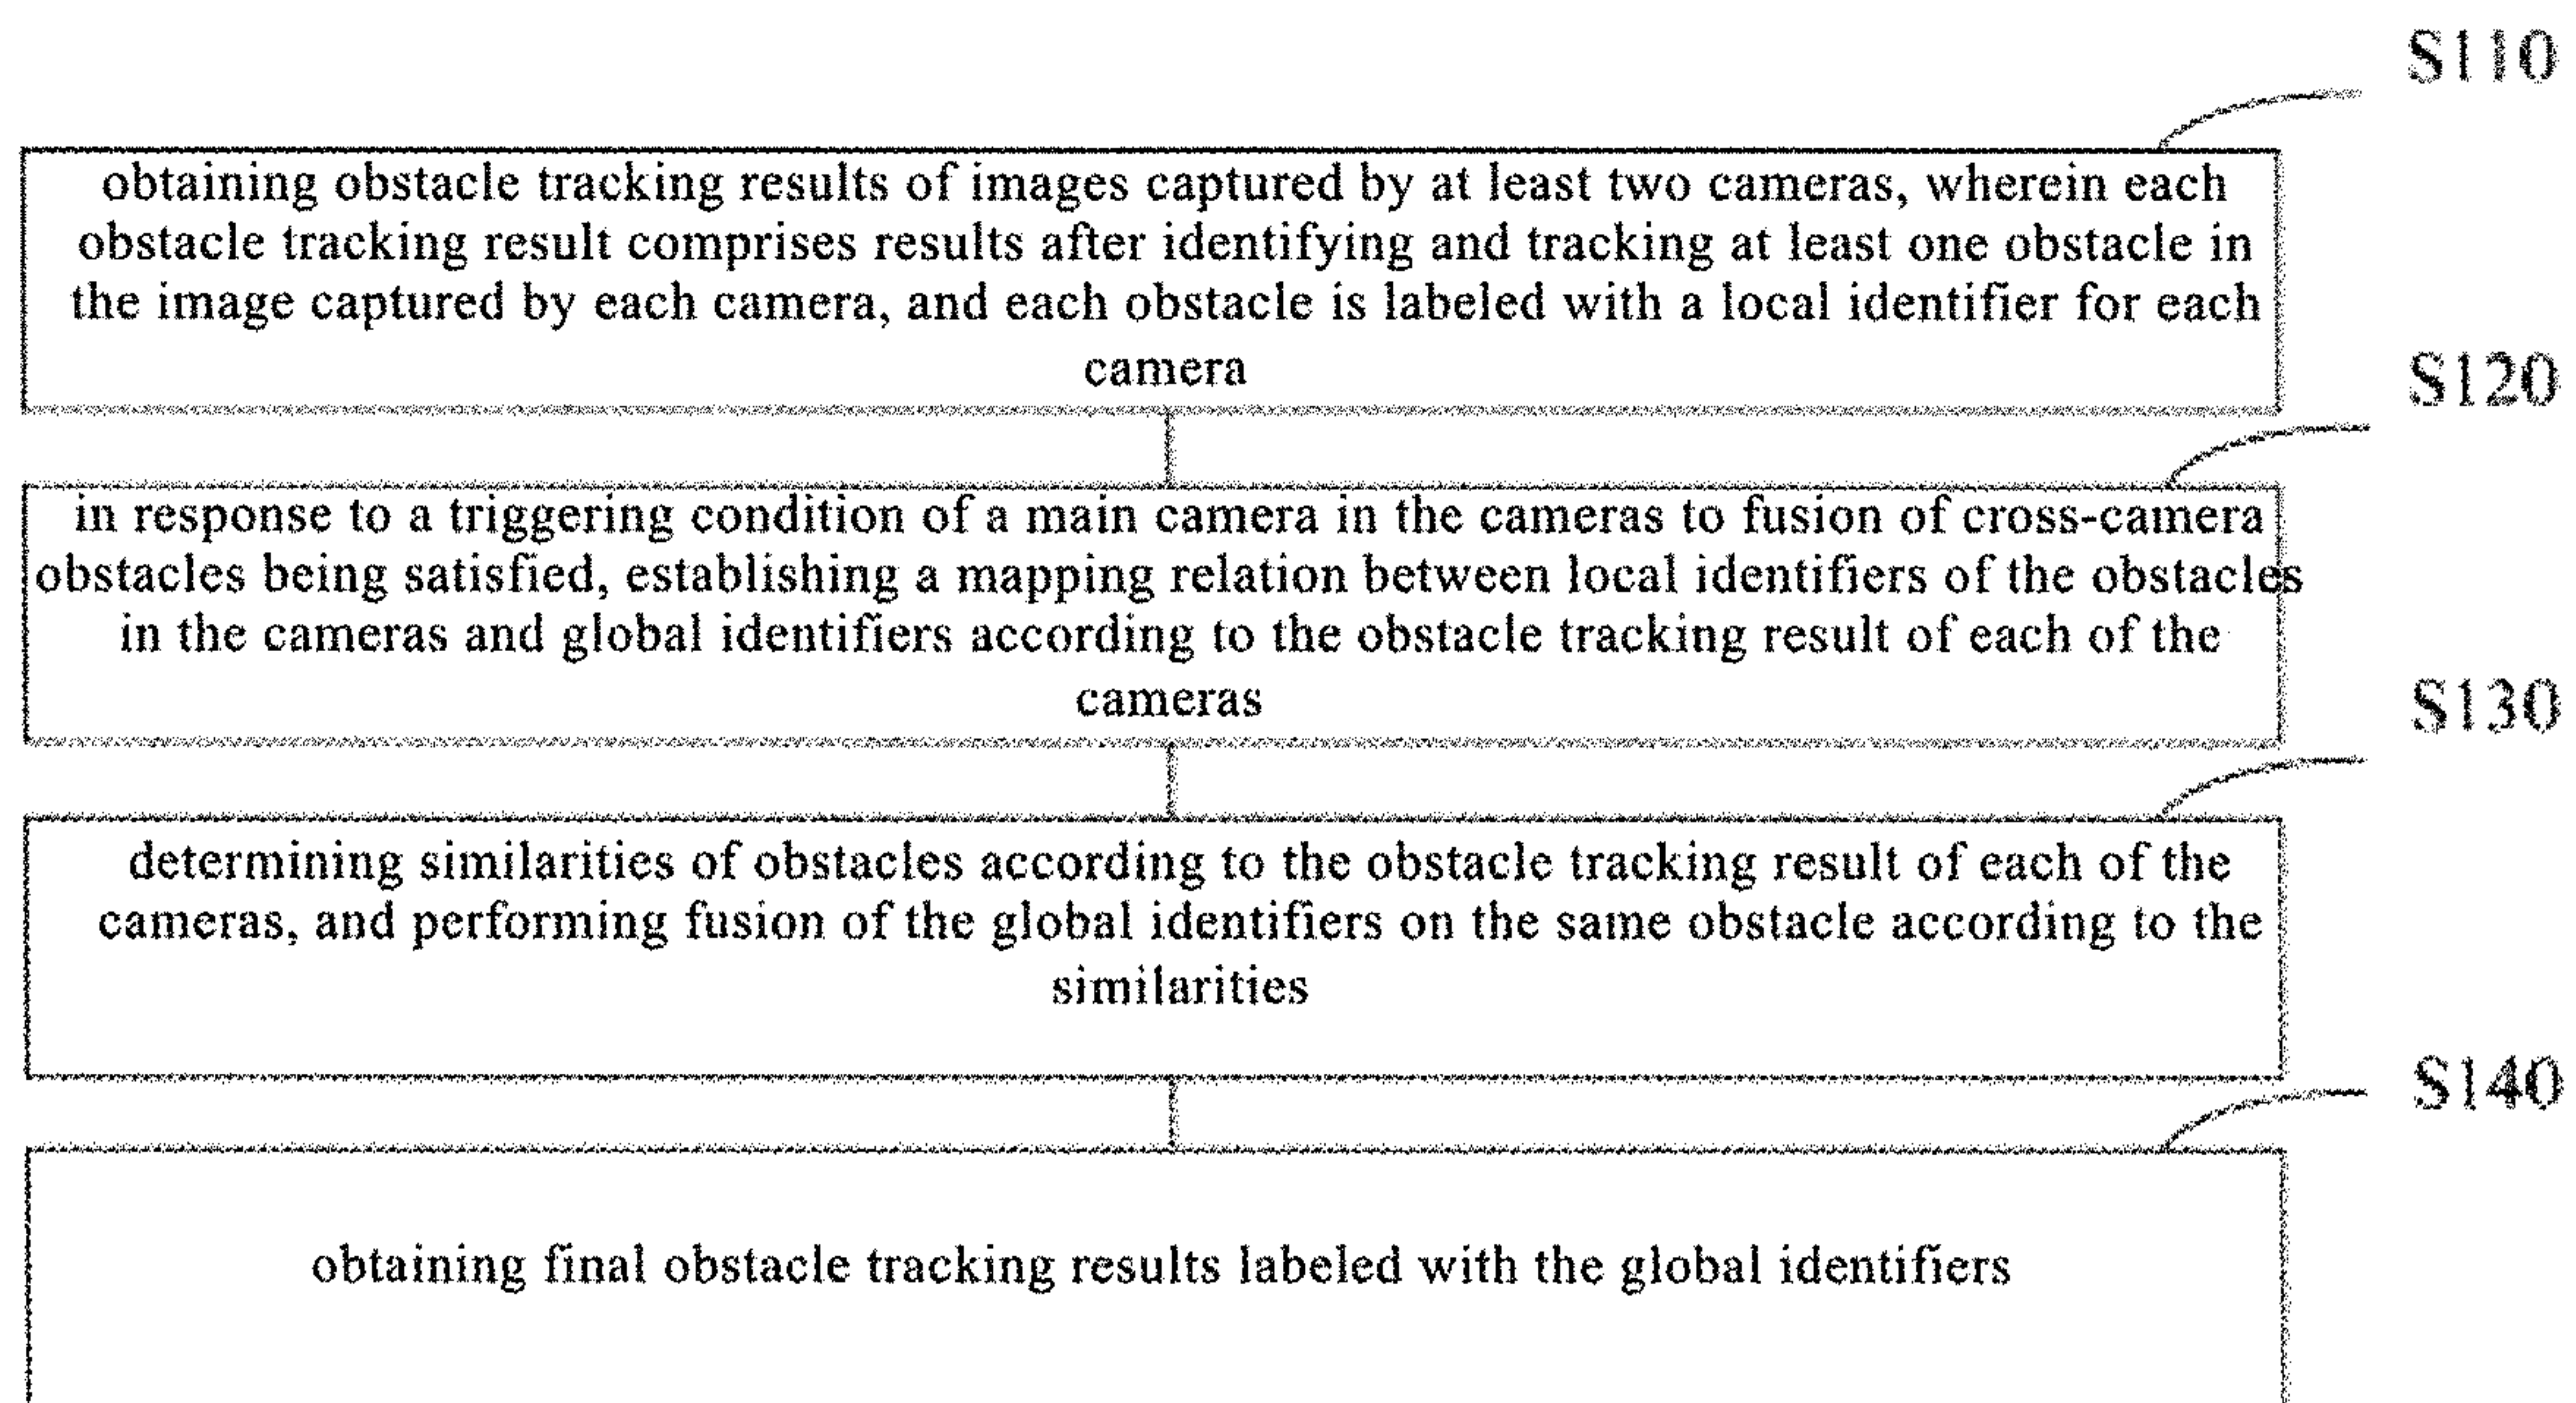 S110
obtaining obstacle tracking results of images captured by at least two cameras, wherein each
obstacle tracking result comprises results after identifying and tracking at least one obstacle in
the image captured by each camera, and each obstacle is labeled with a local identifier for each
camera
S120
in response to a triggering condition of a main camera in the cameras to fusion of cross-camera
obstacles being satisfied, establishing a mapping relation between local identifiers of the obstacles
in the cameras and global identifiers according to the obstacle tracking result of each of the
cameras
S130
determining similarities of obstacles according to the obstacle tracking result of each of the
cameras, and performing fusion of the global identifiers on the same obstacle according to the
similarities
S140
obtaining final obstacle tracking results labeled with the global identifiers